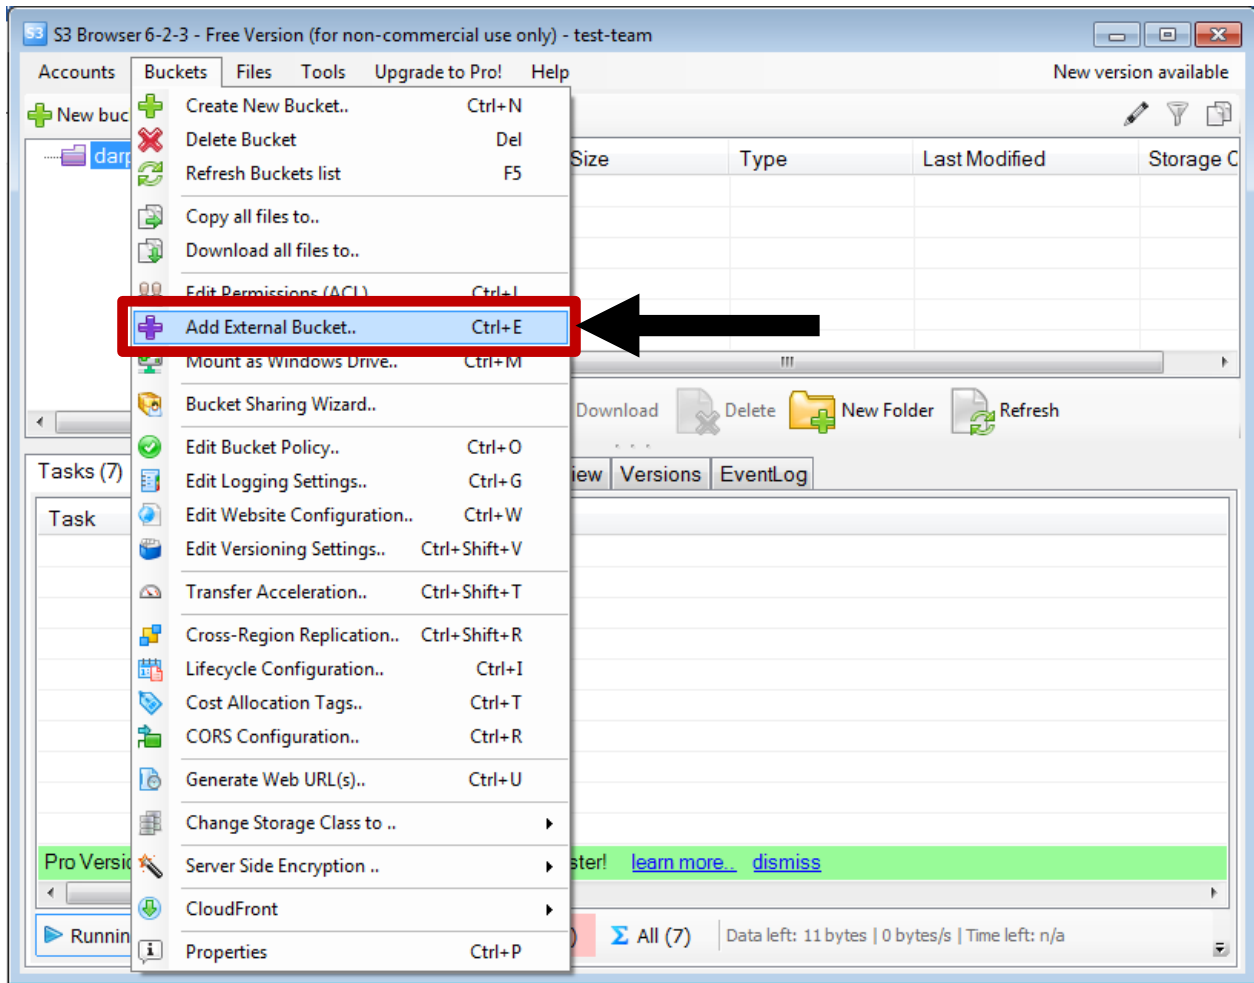 S3 S3 Browser 6-2-3 - Free Version (for non-commercial use only) - test-team
Accounts Buckets Files Tools Upgrade to Pro! Help New version available
New buc
Create New Bucket.. Ctrl+N
Delete Bucket Del
darp Size Type Last Modified Storage C
Refresh Buckets list F5
Copy all files to..
Download all files to..
Edit Permissions (ACL)
Add External Bucket.. Ctrl+E
Mount as Windows Drive.. Ctrl+M
Bucket Sharing Wizard.. Download Delete New Folder Refresh
Edit Bucket Policy.. Ctrl+O
Tasks (7) iew Versions EventLog
Edit Logging Settings.. Ctrl+G
Task Edit Website Configuration.. Ctrl+W
Edit Versioning Settings.. Ctrl+Shift+V
Transfer Acceleration.. Ctrl+Shift+T
Cross-Region Replication.. Ctrl+Shift+R
Lifecycle Configuration.. Ctrl+I
Cost Allocation Tags.. Ctrl+T
CORS Configuration.. Ctrl+R
Generate Web URL(s).. Ctrl+U
Change Storage Class to ..
Pro Versio Server Side Encryption .. ster! learn more.. dismiss
CloudFront
Runnin ) All (7) Data left: 11 bytes | 0 bytes/s | Time left: n/a
Properties Ctrl+P